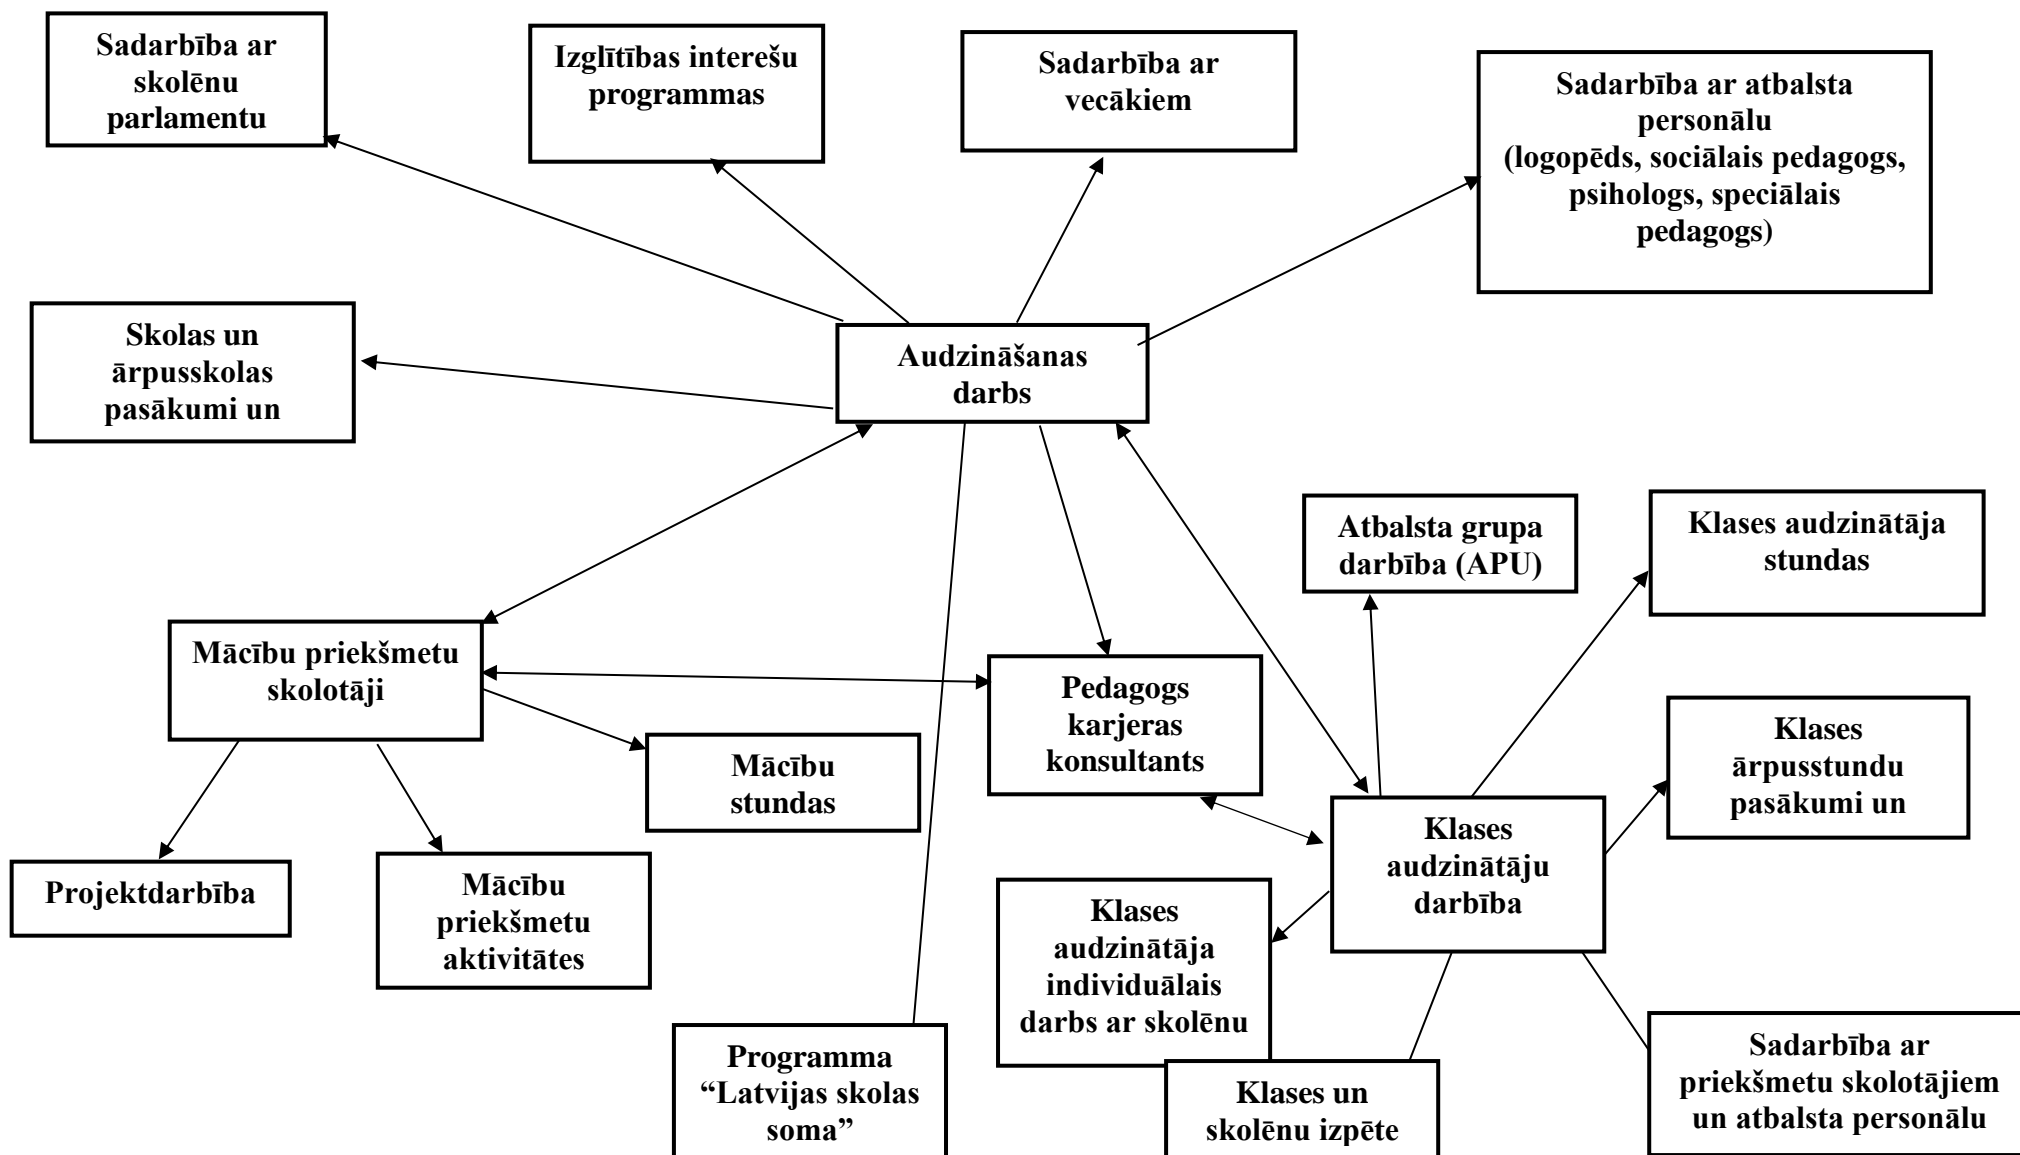 Sadarbība ar
skolēnu
parlamentu
Izglītības interešu
programmas
Sadarbība ar
vecākiem
Sadarbība ar atbalsta
personālu
(logopēds, sociālais pedagogs,
psihologs, speciālais
pedagogs)
Skolas un
ārpusskolas
pasākumi un
Audzināšanas
darbs
Atbalsta grupa
darbība (APU)
Klases audzinātāja
stundas
Mācību priekšmetu
skolotāji
Pedagogs
karjeras
konsultants
Klases
ārpusstundu
pasākumi un
Mācību
stundas
Klases
audzinātāju
darbība
Projektdarbība
Mācību
priekšmetu
aktivitātes
Klases
audzinātāja
individuālais
darbs ar skolēnu
Programma
“Latvijas skolas
soma”
Klases un
skolēnu izpēte
Sadarbība ar
priekšmetu skolotājiem
un atbalsta personālu